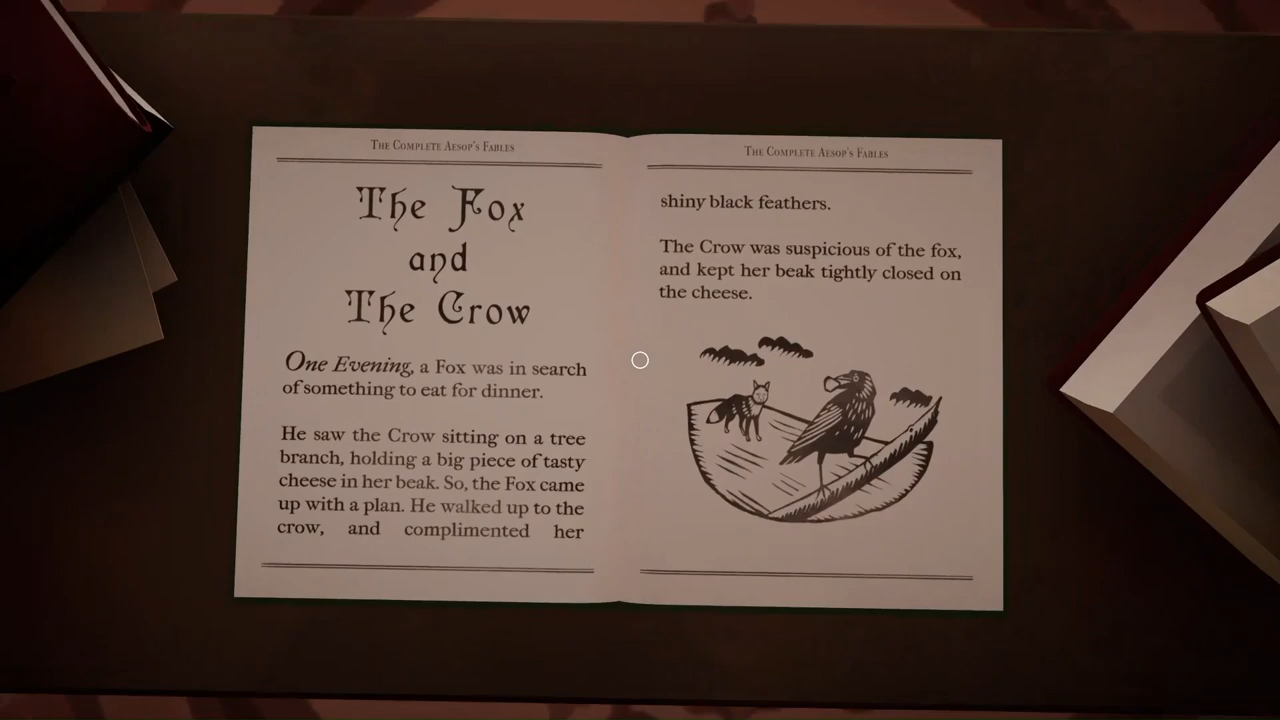 The Complete Aesop's Fables
The Fox
and
The Crow
One Evening, a Fox was in search
of something to eat for dinner.
He saw the Crow sitting on a tree
branch, holding a big piece of tasty
cheese in her beak. So, the Fox came
up with a plan. He walked up to the
crow, and complimented her
The Complete Aesop's Fables
shiny black feathers.
The Crow was suspicious of the fox,
and kept her beak tightly closed on
the cheese.